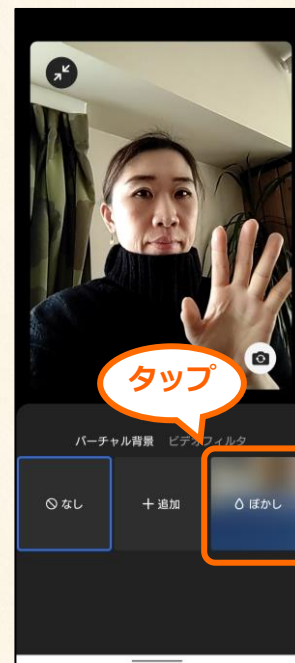 タップ
バーチャル背景 ビデオフィルタ
なし
+ 追加
ぼかし